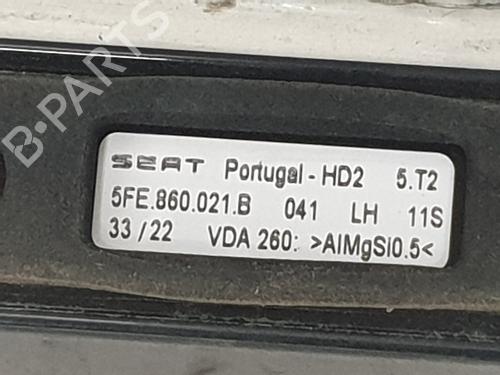 B-PARTS
SEAT Portugal - HD2 5.T2
5FE.860.021.B 041 LH 11S
33 / 22 VDA 260: >AlMgSi0.5<